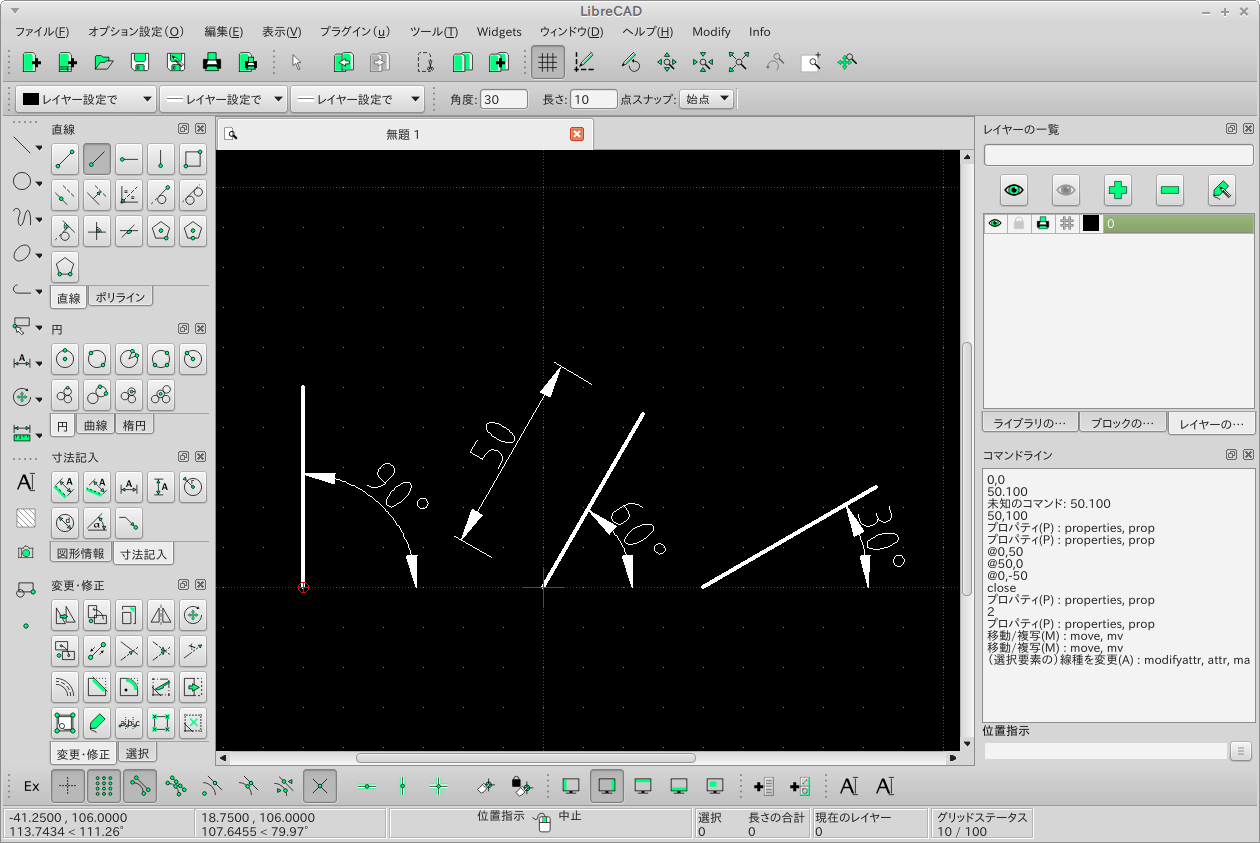 LibreCAD
ファイル(F) オプション設定(O) 編集(E) 表示(V) プラグイン(u) ツール(T) Widgets ウィンドウ(D) ヘルプ(H) Modify Info
レイヤー設定で レイヤー設定で レイヤー設定で 角度: 30 長さ: 10 点スナップ: 始点
直線
直線 ポリライン
円
円 曲線 楕円
寸法記入
A
図形情報 寸法記入
変更・修正
abc
変更・修正 選択
無題 1
90°
50
60°
30°
レイヤーの一覧
0
ライブラリの… ブロックの… レイヤーの…
コマンドライン
0,0
50.100
未知のコマンド: 50.100
50,100
プロパティ(P) : properties, prop
プロパティ(P) : properties, prop
@0,50
@50,0
@0,-50
close
プロパティ(P) : properties, prop
2
プロパティ(P) : properties, prop
移動/複写(M) : move, mv
移動/複写(M) : move, mv
(選択要素の)線種を変更(A) : modifyattr, attr, ma
位置指示
Ex A A
-41.2500 , 106.0000
113.7434 < 111.26°
18.7500 , 106.0000
107.6455 < 79.97°
位置指示 中止
選択 長さの合計
0 0
現在のレイヤー
0
グリッドステータス
10 / 100